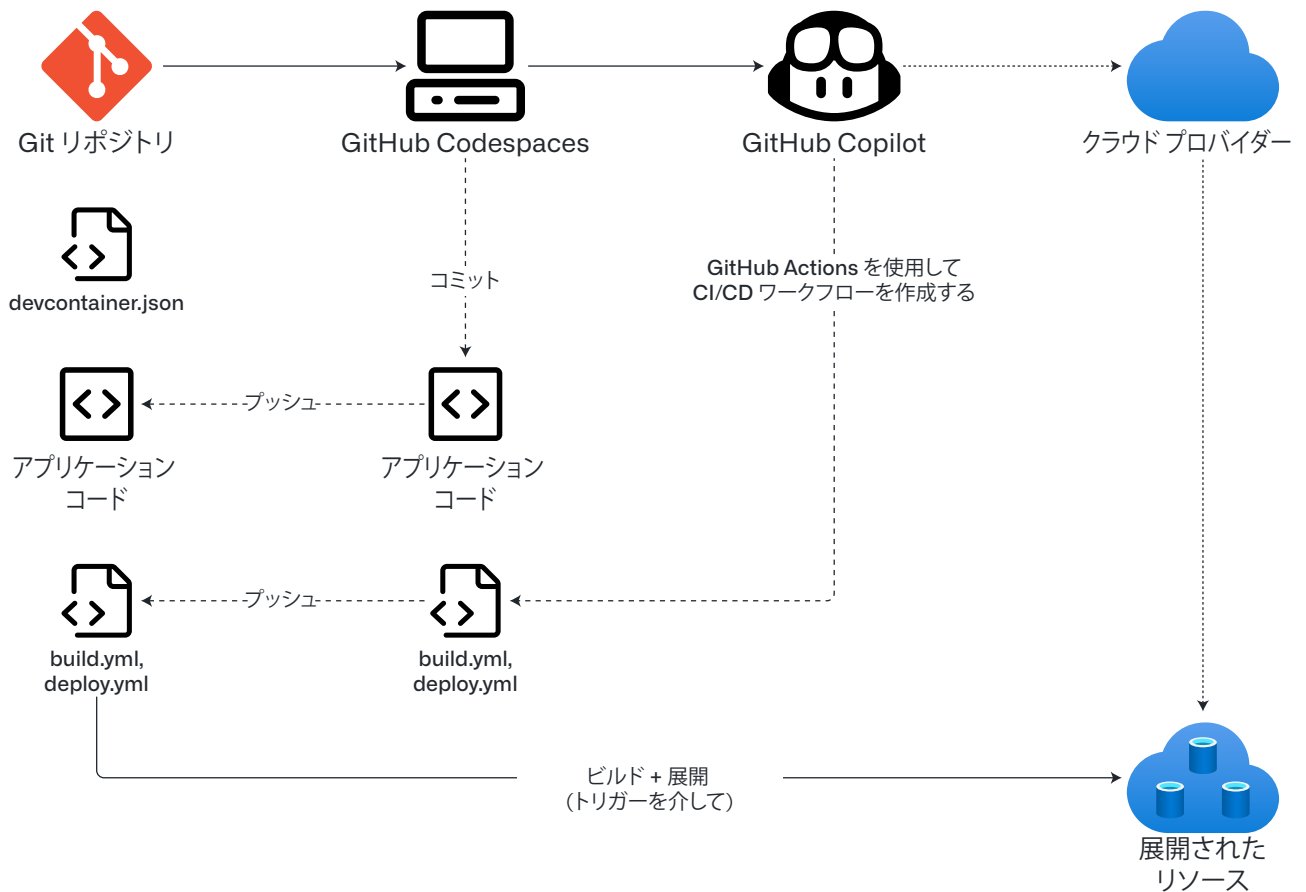 Git リポジトリ
GitHub Codespaces
GitHub Copilot
クラウド プロバイダー
devcontainer.json
コミット
GitHub Actions を使用して
CI/CD ワークフローを作成する
プッシュ
アプリケーション
コード
アプリケーション
コード
プッシュ
build.yml,
deploy.yml
build.yml,
deploy.yml
ビルド + 展開
(トリガーを介して)
展開された
リソース